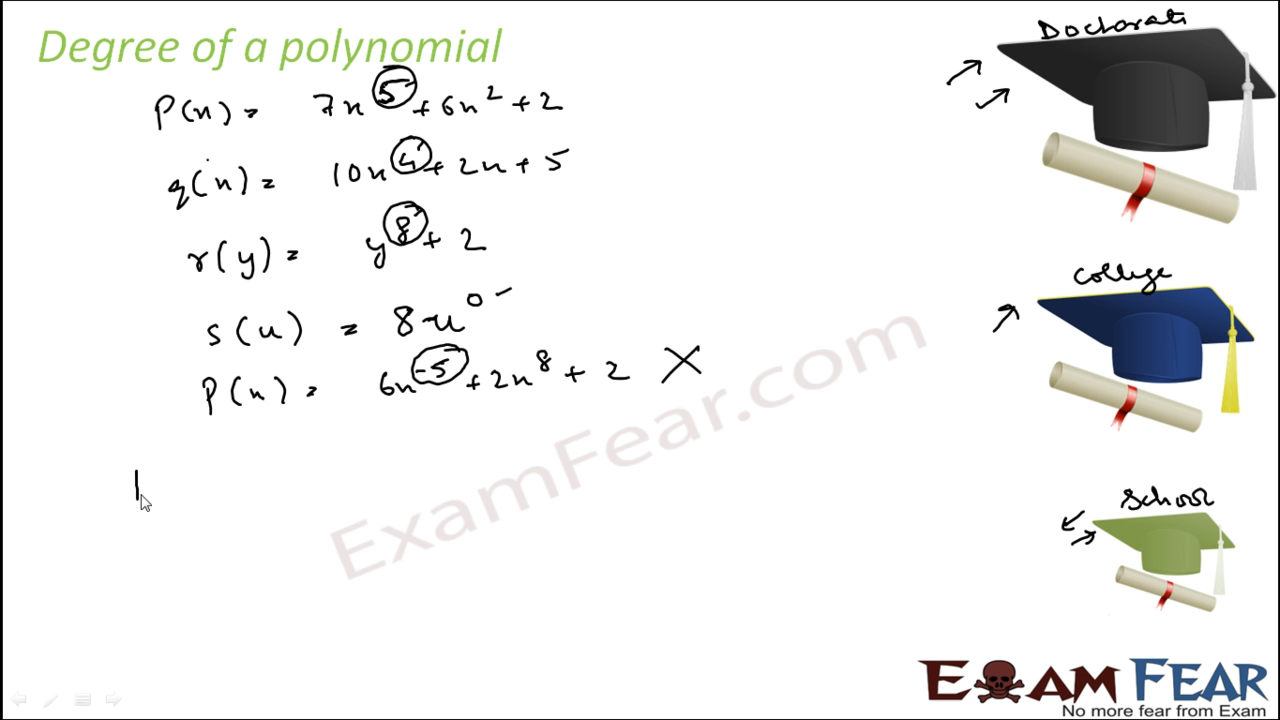 Degree of a polynomial
P(x) = 7x^5 + 6x^2 + 2
q(x) = 10x^4 + 2x + 5
r(y) = y^8 + 2
s(u) = 8u^0 -
P(x) = 6x^-5 + 2x^8 + 2 X
Doctorate
College
School
ExamFear.com
EXAM FEAR
No more fear from Exam